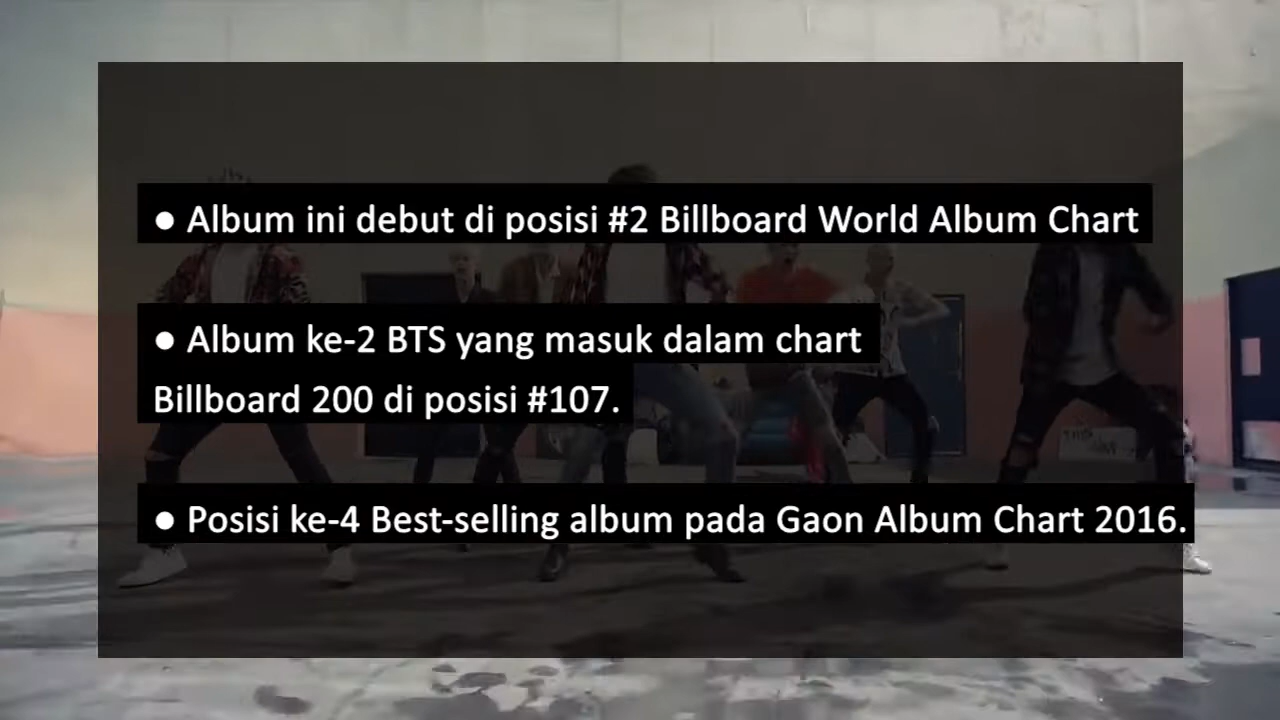 ● Album ini debut di posisi #2 Billboard World Album Chart
● Album ke-2 BTS yang masuk dalam chart
Billboard 200 di posisi #107.
● Posisi ke-4 Best-selling album pada Gaon Album Chart 2016.